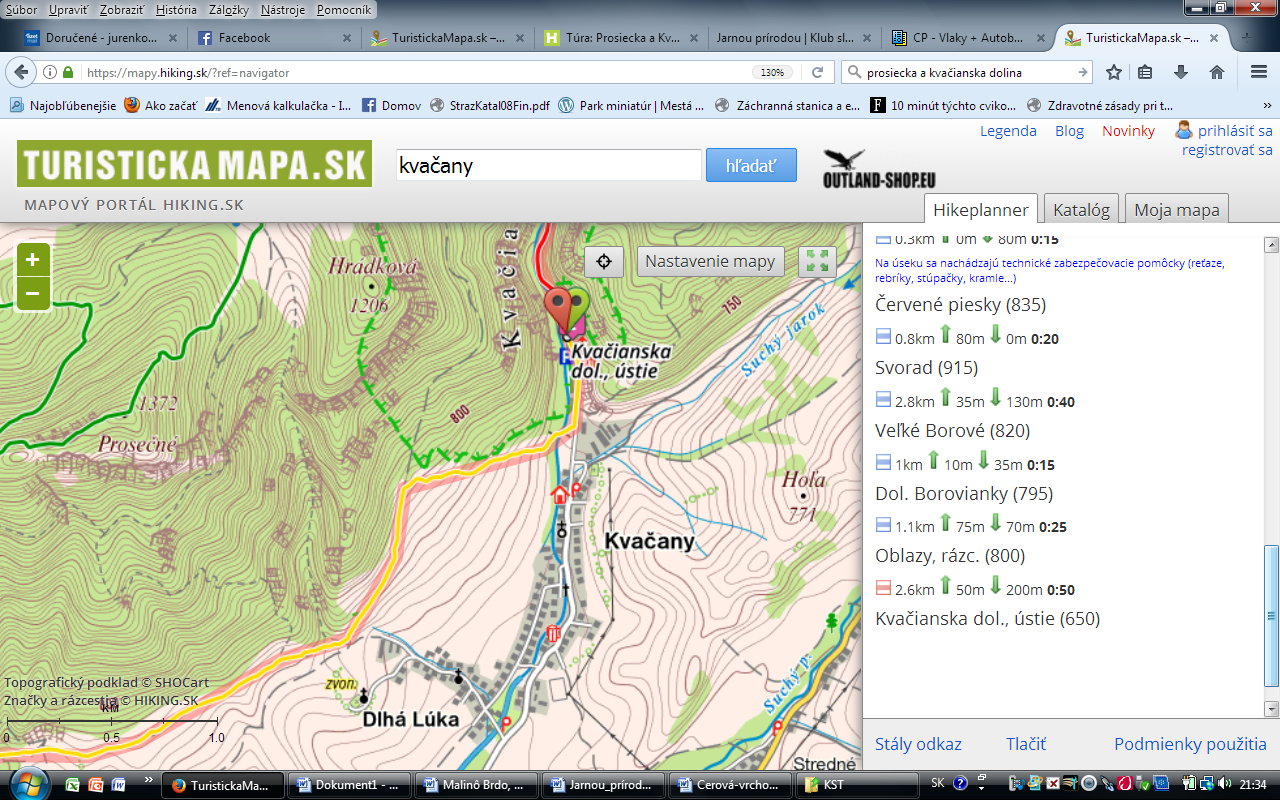 Súbor Upraviť Zobraziť História Záložky Nástroje Pomocník
Doručené - jurenko... Facebook TuristickaMapa.sk –... Túra: Prosiecka a Kv... Jarnou prírodou | Klub sl... CP - Vlaky + Autob... TuristickaMapa.sk –...
https://mapy.hiking.sk/?ref=navigator 130% prosiecka a kvačianska dolina
Najobľúbenejšie Ako začať Menová kalkulačka - I... Domov StrazKatal08Fin.pdf Park miniatúr | Mestá ... Záchranná stanica a e... 10 minút týchto cviko... Zdravotné zásady pri t... »
Legenda Blog Novinky prihlásiť sa
registrovať sa
TURISTICKA MAPA.SK
kvačany
hľadať
OUTLAND-SHOP.EU
MAPOVÝ PORTÁL HIKING.SK
Hikeplanner Katalóg Moja mapa
+
−
Nastavenie mapy
Hrádková
1206
Kvačia
750
Suchý jarok
Kvačianska
dol., ústie
1372
800
Prosečné
Hoľa
771
Kvačany
zvon.
Dlhá Lúka
Suchý p.
Stredné
Topografický podklad © SHOCart
Značky a rázcestia © HIKING.SK
KM
0 0.5 1.0
0.3km 0m 80m 0:15
Na úseku sa nachádzajú technické zabezpečovacie pomôcky (reťaze,
rebríky, stúpačky, kramle...)
Červené piesky (835)
0.8km 80m 0m 0:20
Svorad (915)
2.8km 35m 130m 0:40
Veľké Borové (820)
1km 10m 35m 0:15
Dol. Borovianky (795)
1.1km 75m 70m 0:25
Oblazy, rázc. (800)
2.6km 50m 200m 0:50
Kvačianska dol., ústie (650)
Stály odkaz Tlačiť Podmienky použitia
» TuristickaMa... Dokument1 - ... Malinô Brdo, ... Jarnou_prírod... Cerová-vrcho... KST SK 21:34